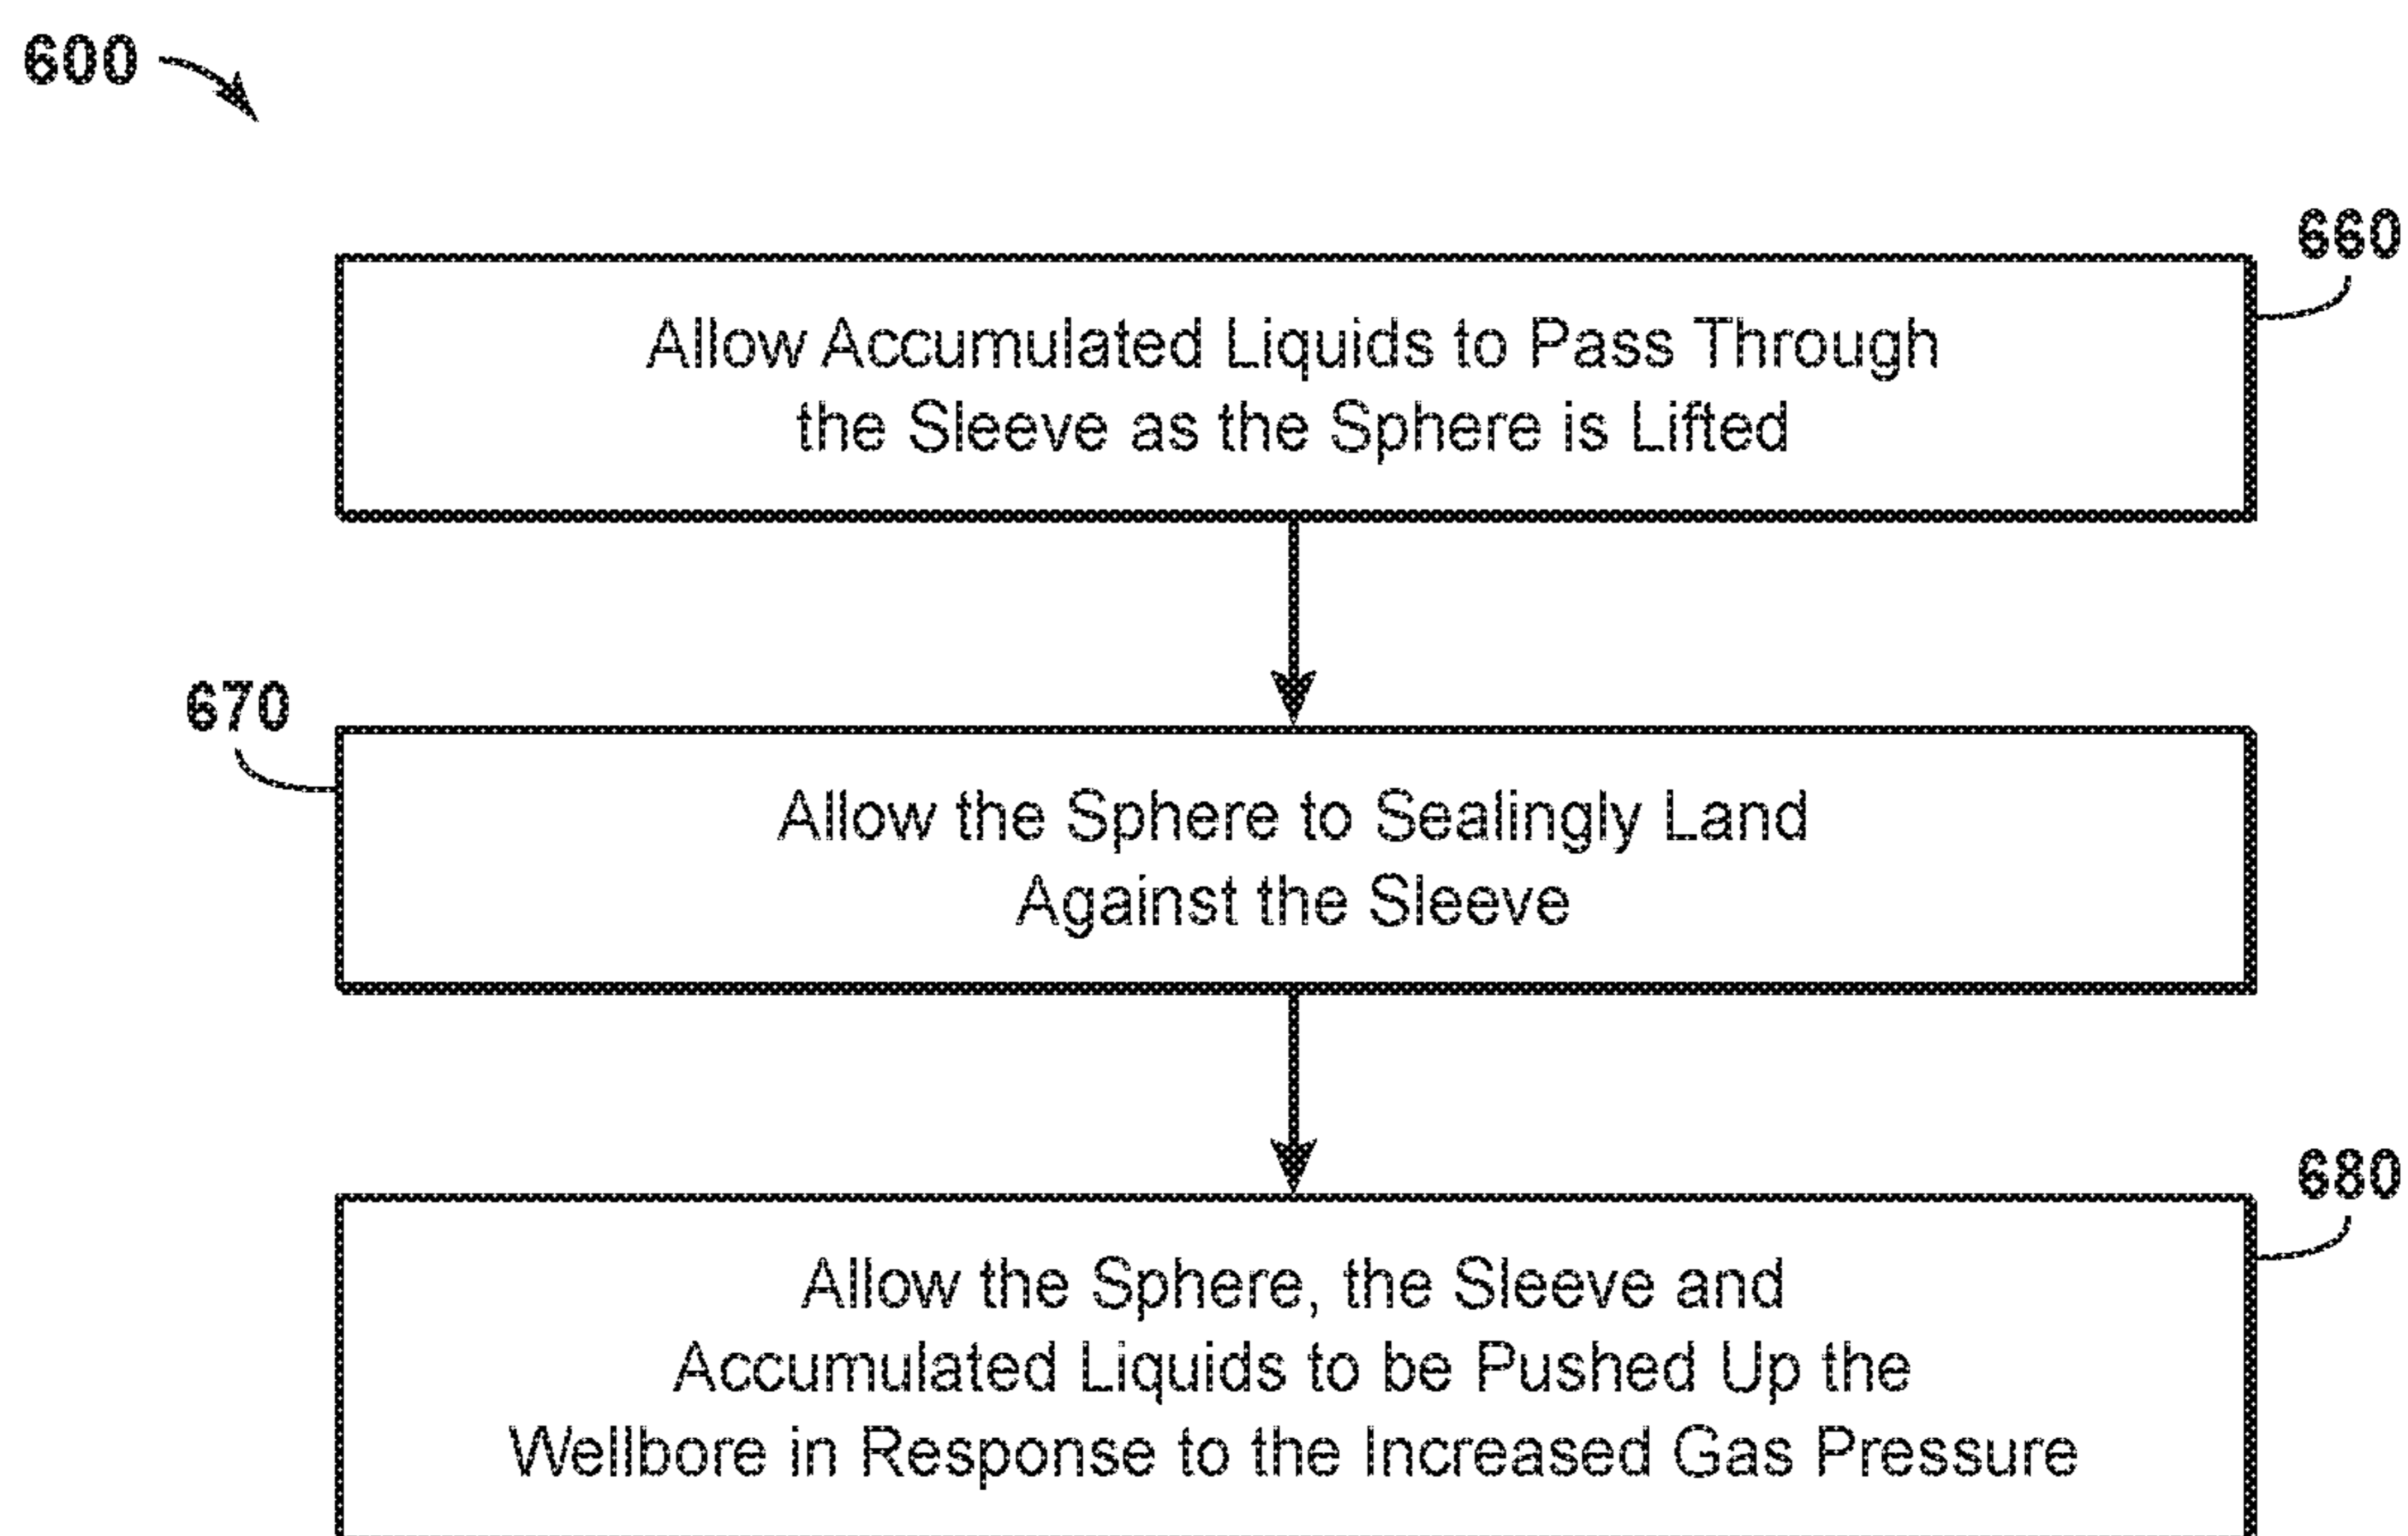 600
660
Allow Accumulated Liquids to Pass Through
the Sleeve as the Sphere is Lifted
670
Allow the Sphere to Sealingly Land
Against the Sleeve
680
Allow the Sphere, the Sleeve and
Accumulated Liquids to be Pushed Up the
Wellbore in Response to the Increased Gas Pressure